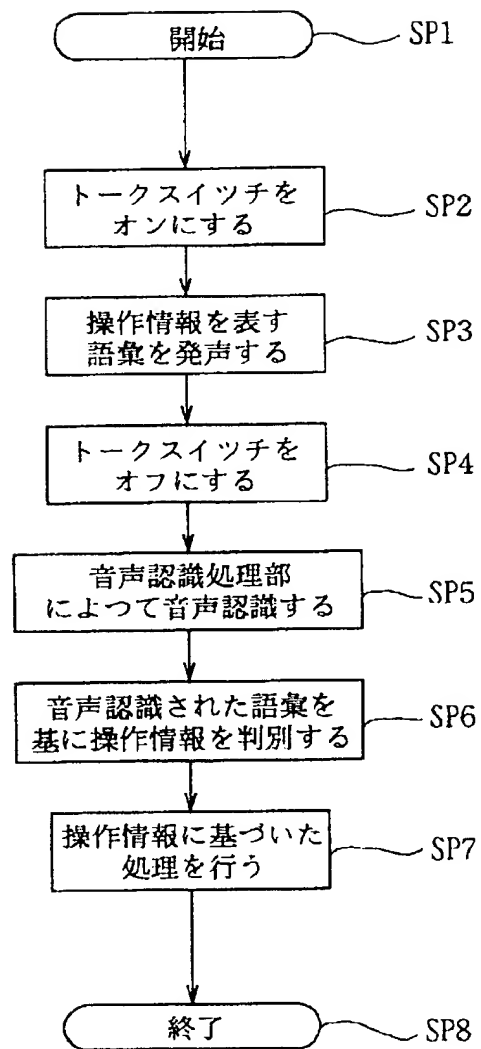 開始
SP1
トークスイッチを
オンにする
SP2
操作情報を表す
語彙を発声する
SP3
トークスイッチを
オフにする
SP4
音声認識処理部
によつて音声認識する
SP5
音声認識された語彙を
基に操作情報を判別する
SP6
操作情報に基づいた
処理を行う
SP7
終了
SP8